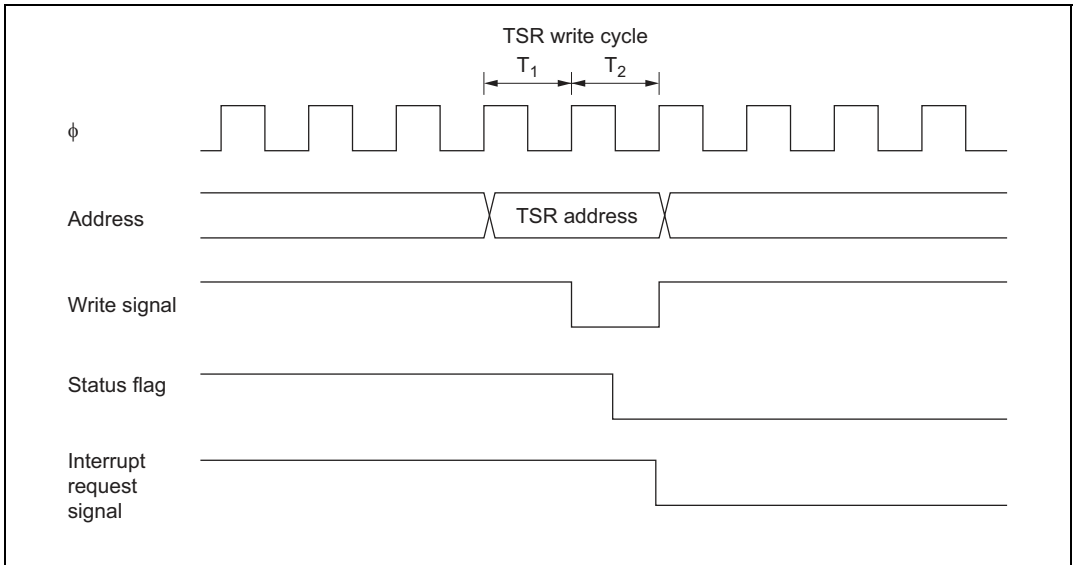 TSR write cycle
T₁ T₂
ϕ
Address
TSR address
Write signal
Status flag
Interrupt
request
signal